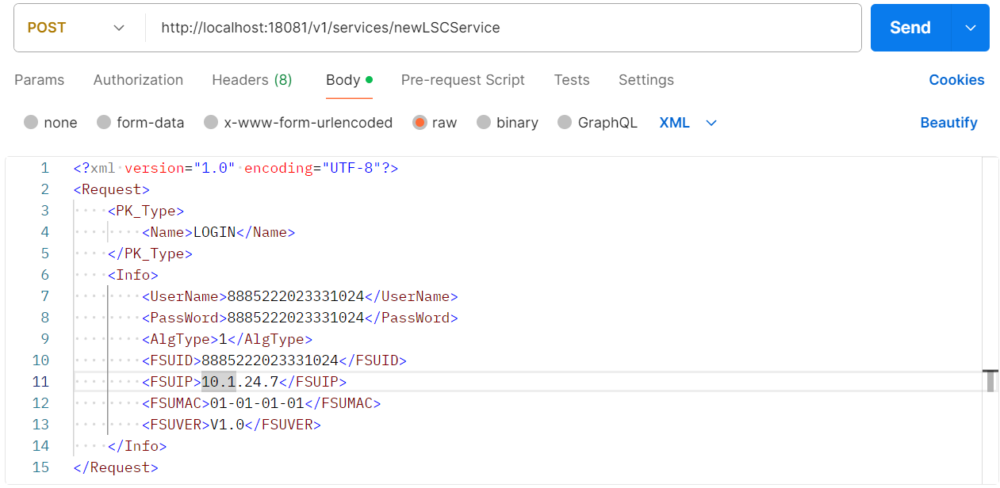 POST http://localhost:18081/v1/services/newLSCService Send
Params Authorization Headers (8) Body Pre-request Script Tests Settings Cookies
none form-data x-www-form-urlencoded raw binary GraphQL XML Beautify
1 <?xml version="1.0" encoding="UTF-8"?>
2 <Request>
3 <PK_Type>
4 <Name>LOGIN</Name>
5 </PK_Type>
6 <Info>
7 <UserName>8885222023331024</UserName>
8 <PassWord>8885222023331024</PassWord>
9 <AlgType>1</AlgType>
10 <FSUID>8885222023331024</FSUID>
11 <FSUIP>10.1.24.7</FSUIP>
12 <FSUMAC>01-01-01-01</FSUMAC>
13 <FSUVER>V1.0</FSUVER>
14 </Info>
15 </Request>